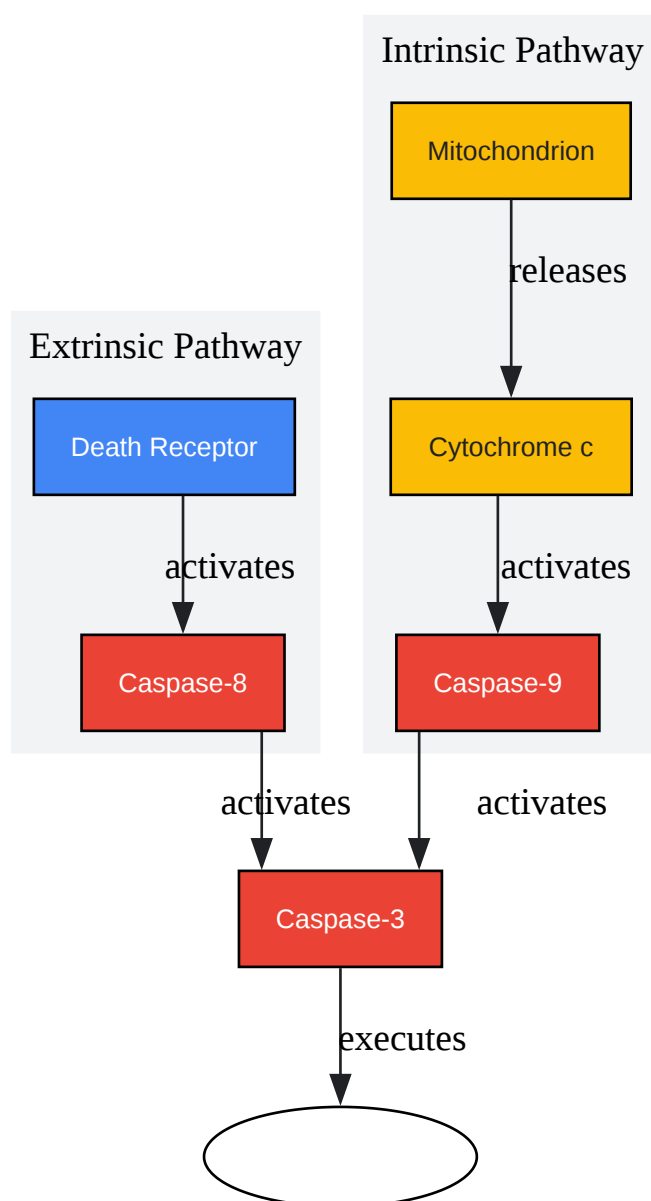 Intrinsic Pathway
Mitochondrion
releases
Extrinsic Pathway
Death Receptor
Cytochrome c
activates
activates
Caspase-8
Caspase-9
activates
activates
Caspase-3
executes